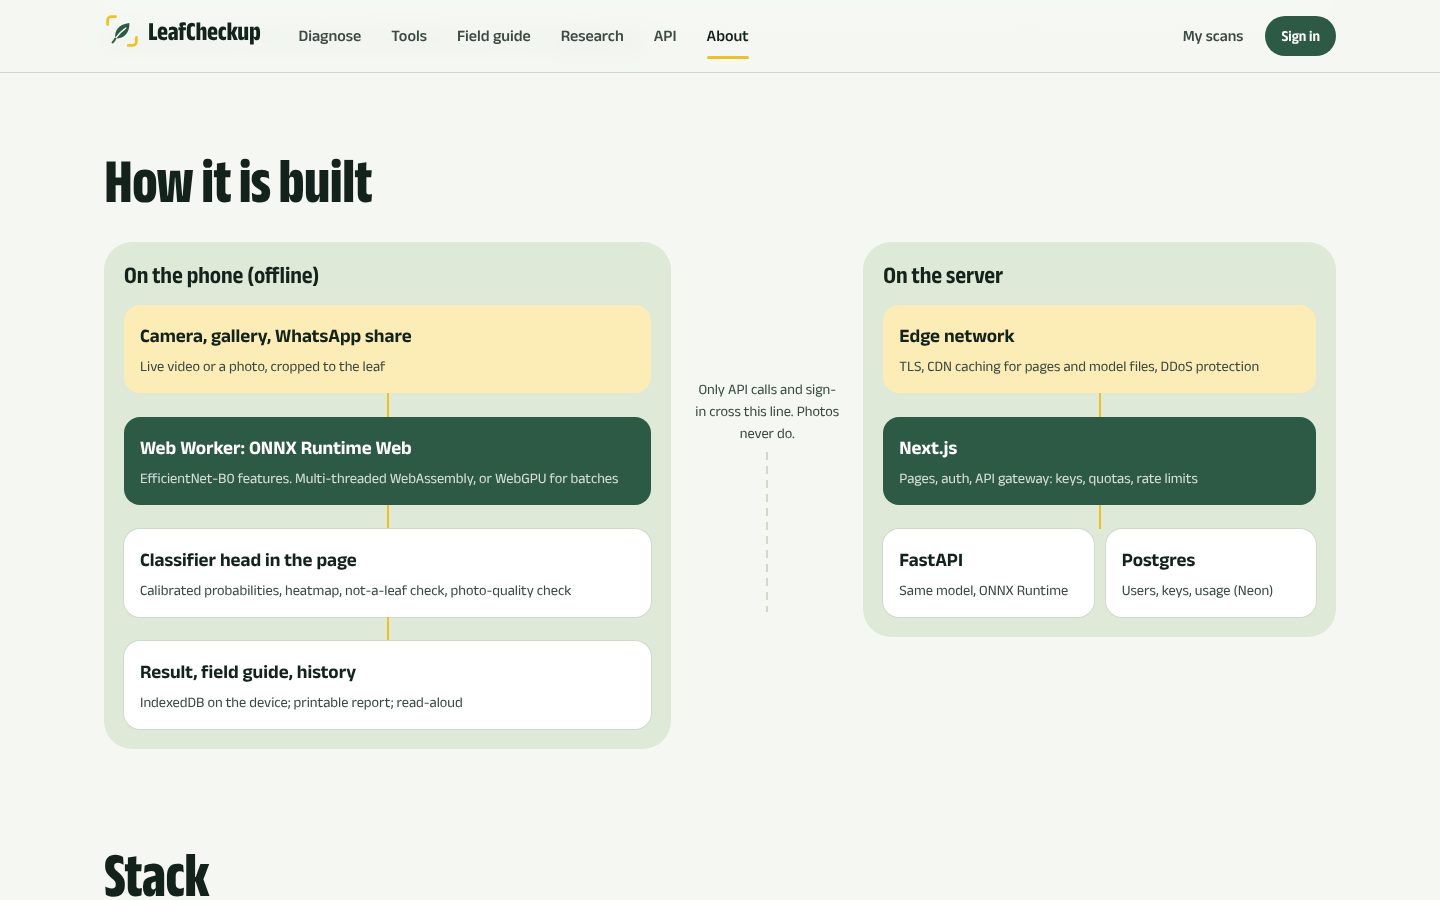 LeafCheckup
Diagnose
Tools
Field guide
Research
API
About
My scans
Sign in
How it is built
On the phone (offline)
Camera, gallery, WhatsApp share
Live video or a photo, cropped to the leaf
Web Worker: ONNX Runtime Web
EfficientNet-B0 features. Multi-threaded WebAssembly, or WebGPU for batches
Classifier head in the page
Calibrated probabilities, heatmap, not-a-leaf check, photo-quality check
Result, field guide, history
IndexedDB on the device; printable report; read-aloud
Only API calls and sign-
in cross this line. Photos
never do.
On the server
Edge network
TLS, CDN caching for pages and model files, DDoS protection
Next.js
Pages, auth, API gateway: keys, quotas, rate limits
FastAPI
Same model, ONNX Runtime
Postgres
Users, keys, usage (Neon)
Stack